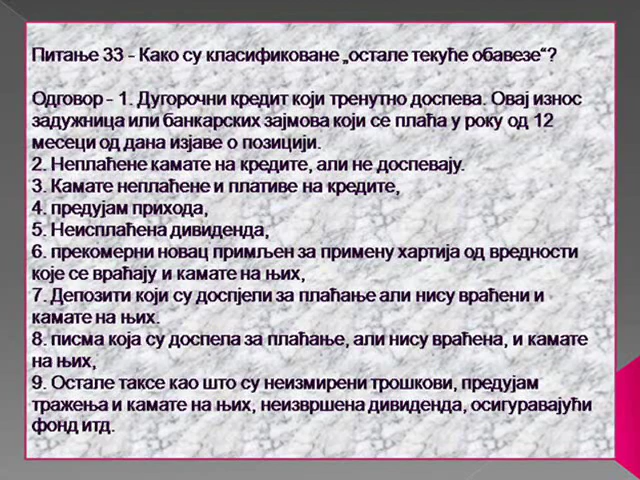 Питање 33 - Како су класификоване „остале текуће обавезе“?
Одговор - 1. Дугорочни кредит који тренутно доспева. Овај износ
задужница или банкарских зајмова који се плаћа у року од 12
месеци од дана изјаве о позицији.
2. Неплаћене камате на кредите, али не доспевају.
3. Камате неплаћене и плативе на кредите,
4. предујам прихода,
5. Неисплаћена дивиденда,
6. прекомерни новац примљен за примену хартија од вредности
које се враћају и камате на њих,
7. Депозити који су доспјели за плаћање али нису враћени и
камате на њих.
8. писма која су доспела за плаћање, али нису враћена, и камате
на њих,
9. Остале таксе као што су неизмирени трошкови, предујам
тражења и камате на њих, неизвршена дивиденда, осигуравајући
фонд итд.